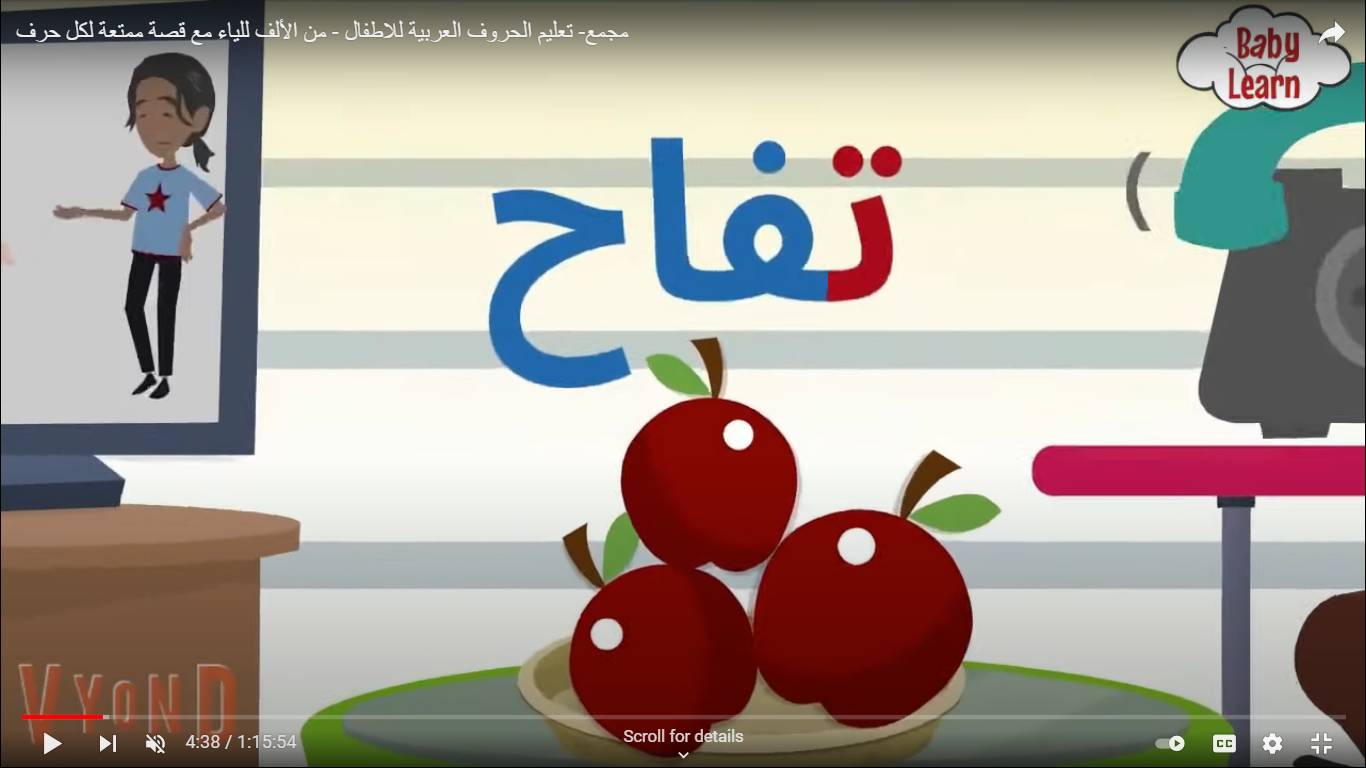 مجمع- تعليم الحروف العربية للاطفال - من الألف للياء مع قصة ممتعة لكل حرف
Baby
Learn
تفاح
VYOND
4:38 / 1:15:54
Scroll for details
CC